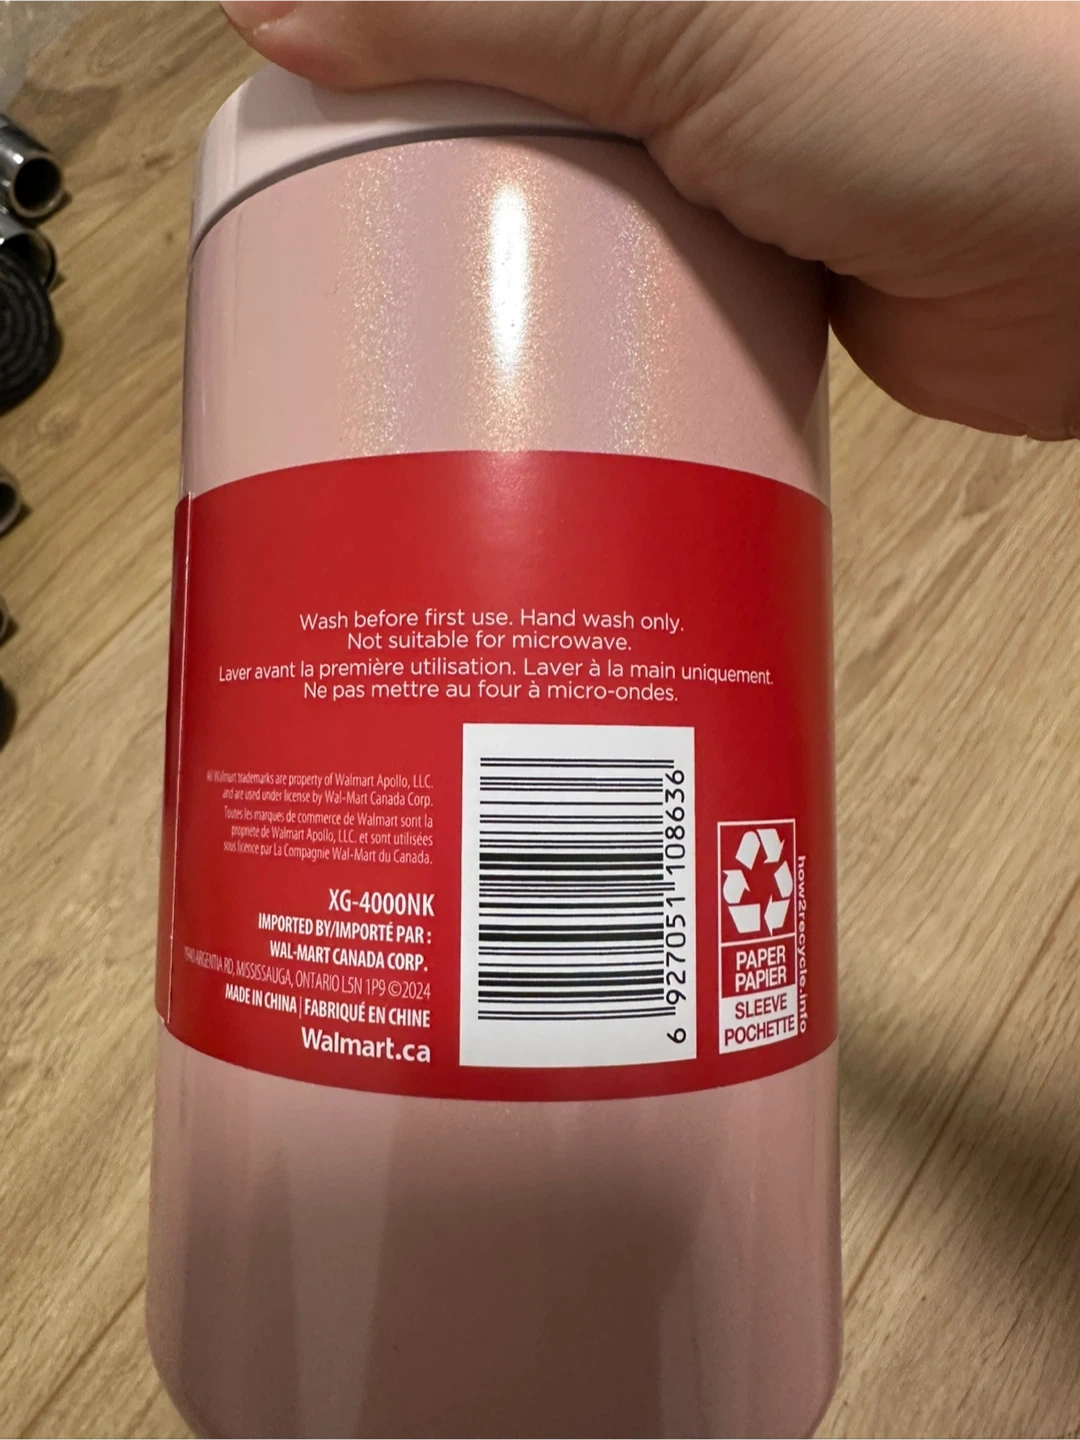 Wash before first use. Hand wash only.
Not suitable for microwave.
Laver avant la première utilisation. Laver à la main uniquement.
Ne pas mettre au four à micro-ondes.
All Walmart trademarks are property of Walmart Apollo, LLC.
and are used under license by Wal-Mart Canada Corp.
Toutes les marques de commerce de Walmart sont la
propriété de Walmart Apollo, LLC. et sont utilisées
sous licence par La Compagnie Wal-Mart du Canada.
XG-4000NK
IMPORTED BY/IMPORTÉ PAR :
WAL-MART CANADA CORP.
1940 ARGENTIA RD, MISSISSAUGA, ONTARIO L5N 1P9 ©2024
MADE IN CHINA | FABRIQUÉ EN CHINE
Walmart.ca
6 927051 108636
PAPER
PAPIER
SLEEVE
POCHETTE
how2recycle.info